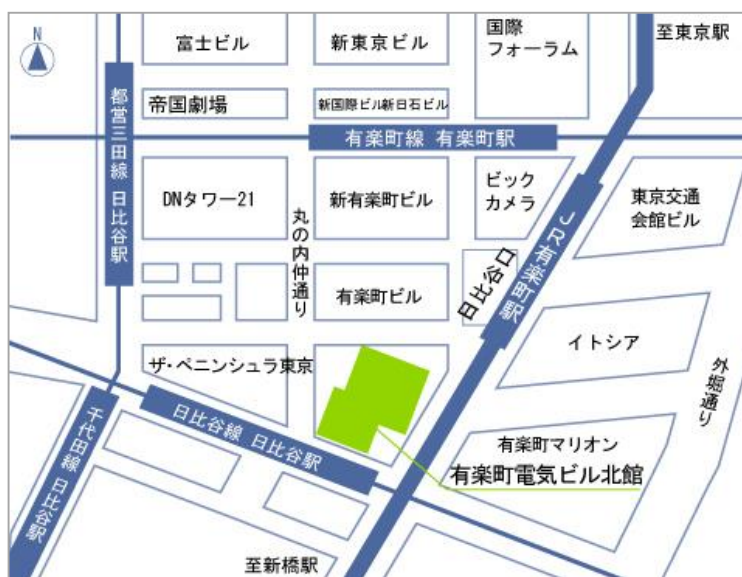 N
富士ビル
新東京ビル
国際
フォーラム
至東京駅
都営三田線 日比谷駅
帝国劇場
新国際ビル新日石ビル
有楽町線 有楽町駅
DNタワー21
丸の内仲通り
新有楽町ビル
ビック
カメラ
東京交通
会館ビル
JR有楽町駅
日比谷口
有楽町ビル
イトシア
外堀通り
ザ・ペニンシュラ東京
千代田線 日比谷駅
日比谷線 日比谷駅
有楽町マリオン
有楽町電気ビル北館
至新橋駅